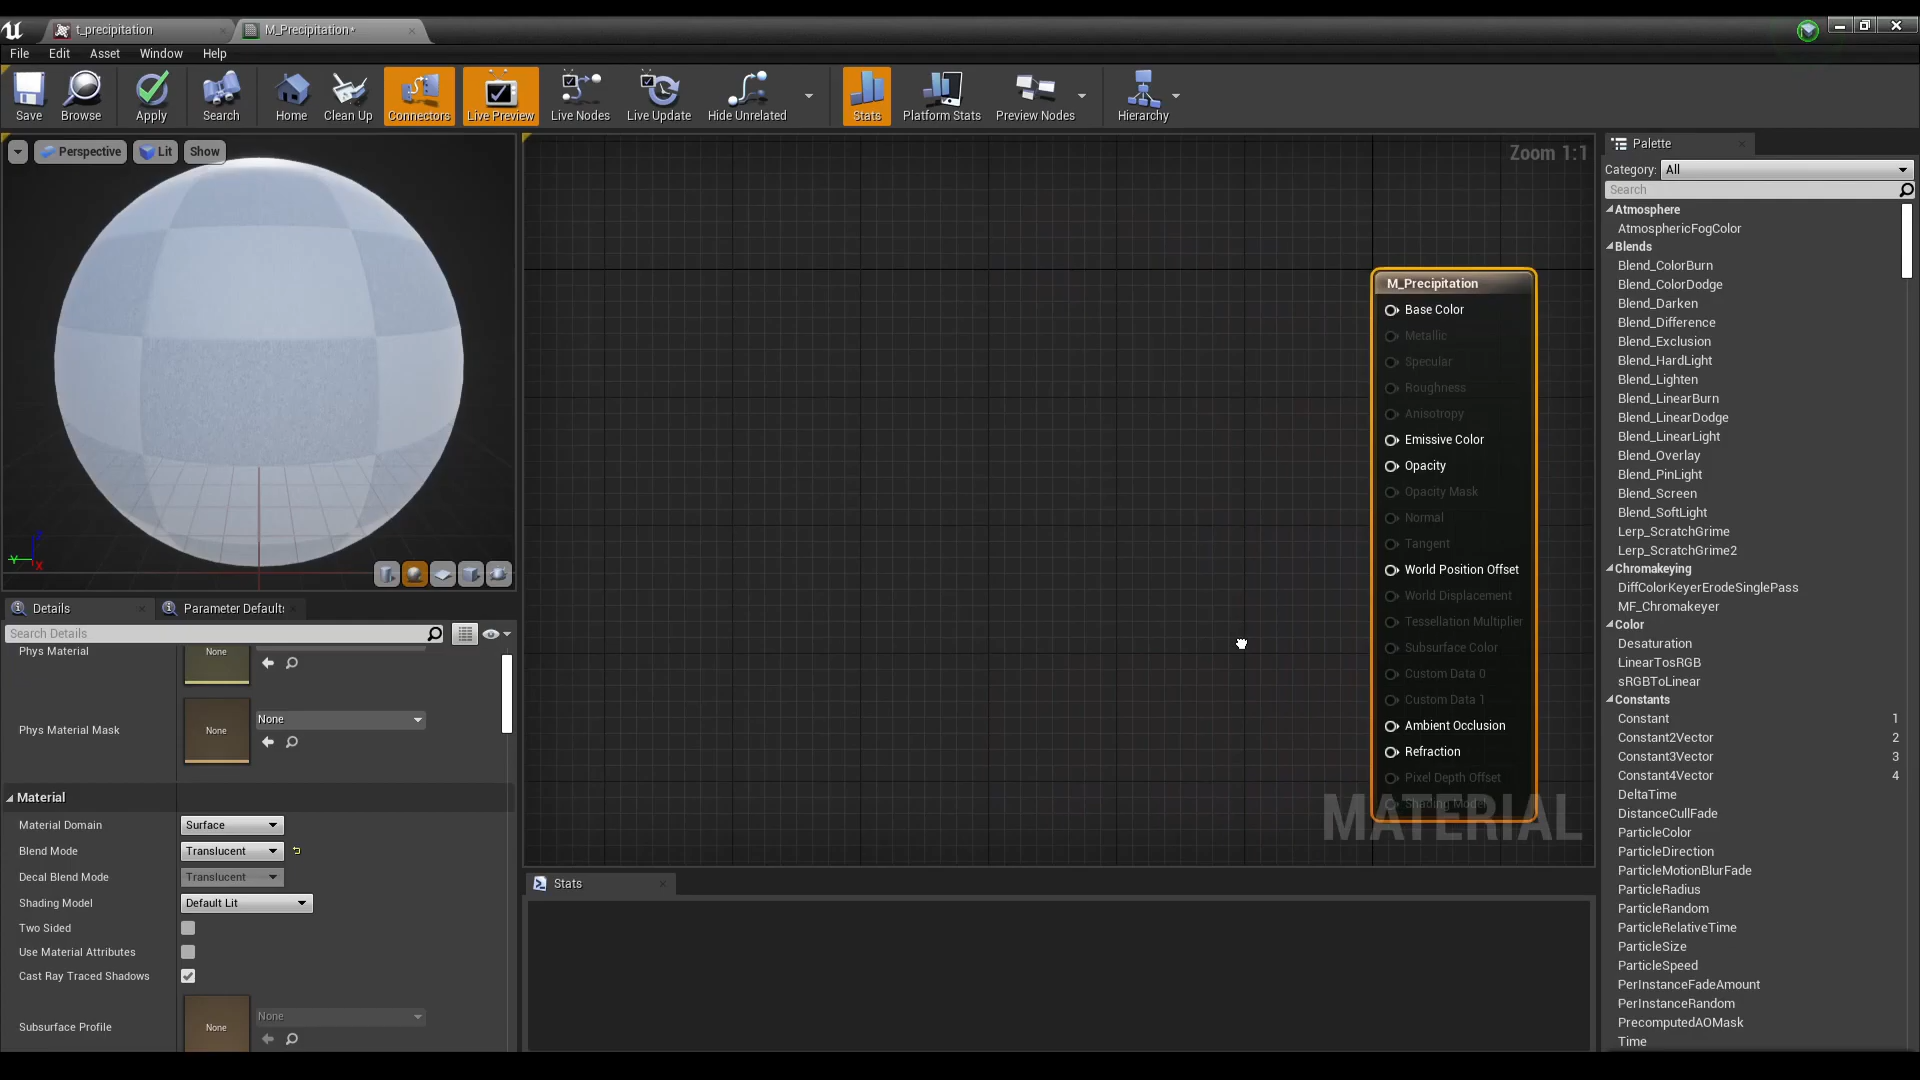 t_precipitation
M_Precipitation*
File Edit Asset Window Help
Save Browse Apply Search Home Clean Up Connectors Live Preview Live Nodes Live Update Hide Unrelated Stats Platform Stats Preview Nodes Hierarchy
Perspective Lit Show
Zoom 1:1
Palette
Category: All
Search
Atmosphere
AtmosphericFogColor
Blends
Blend_ColorBurn
Blend_ColorDodge
Blend_Darken
Blend_Difference
Blend_Exclusion
Blend_HardLight
Blend_Lighten
Blend_LinearBurn
Blend_LinearDodge
Blend_LinearLight
Blend_Overlay
Blend_PinLight
Blend_Screen
Blend_SoftLight
Lerp_ScratchGrime
Lerp_ScratchGrime2
Chromakeying
DiffColorKeyerErodeSinglePass
MF_Chromakeyer
Color
Desaturation
LinearTosRGB
sRGBToLinear
Constants
Constant 1
Constant2Vector 2
Constant3Vector 3
Constant4Vector 4
DeltaTime
DistanceCullFade
ParticleColor
ParticleDirection
ParticleMotionBlurFade
ParticleRadius
ParticleRandom
ParticleRelativeTime
ParticleSize
ParticleSpeed
PerInstanceFadeAmount
PerInstanceRandom
PrecomputedAOMask
Time
M_Precipitation
Base Color
Metallic
Specular
Roughness
Anisotropy
Emissive Color
Opacity
Opacity Mask
Normal
Tangent
World Position Offset
World Displacement
Tessellation Multiplier
Subsurface Color
Custom Data 0
Custom Data 1
Ambient Occlusion
Refraction
Pixel Depth Offset
Shading Model
MATERIAL
Z
Y
X
Details
Parameter Defaults
Search Details
Phys Material None
Phys Material Mask None None
Material
Material Domain Surface
Blend Mode Translucent
Decal Blend Mode Translucent
Shading Model Default Lit
Two Sided
Use Material Attributes
Cast Ray Traced Shadows
Subsurface Profile None None
Stats